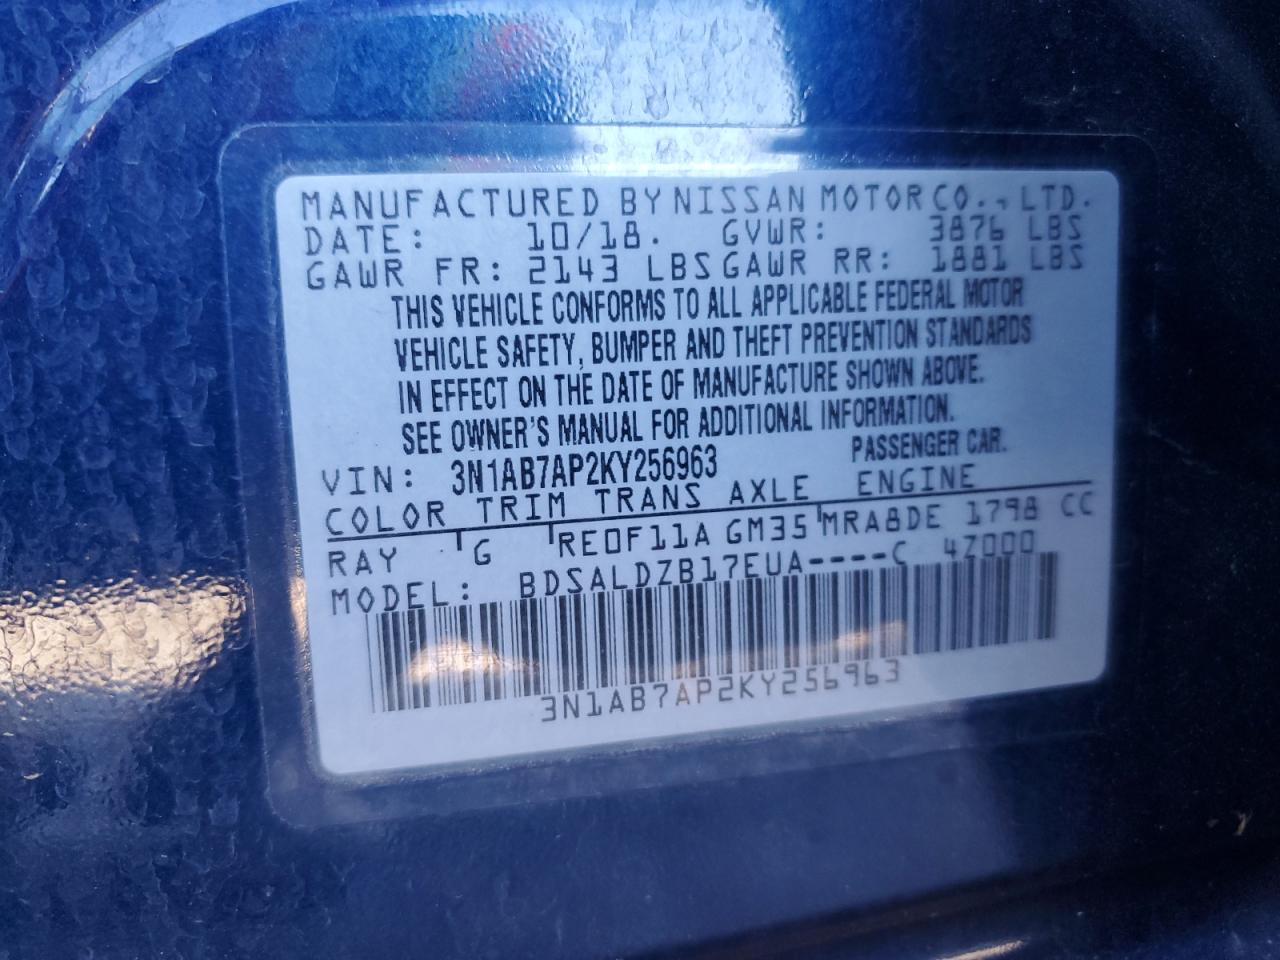 MANUFACTURED BY NISSAN MOTOR CO., LTD.
DATE: 10/18. GVWR: 3876 LBS
GAWR FR: 2143 LBS GAWR RR: 1881 LBS
THIS VEHICLE CONFORMS TO ALL APPLICABLE FEDERAL MOTOR
VEHICLE SAFETY, BUMPER AND THEFT PREVENTION STANDARDS
IN EFFECT ON THE DATE OF MANUFACTURE SHOWN ABOVE.
SEE OWNER'S MANUAL FOR ADDITIONAL INFORMATION.
VIN: 3N1AB7AP2KY256963 PASSENGER CAR.
COLOR TRIM TRANS AXLE ENGINE
RAY G RE0F11A GM35 MRA8DE 1798 CC
MODEL: BDSALDZB17EUA----C 4Z000
3N1AB7AP2KY256963